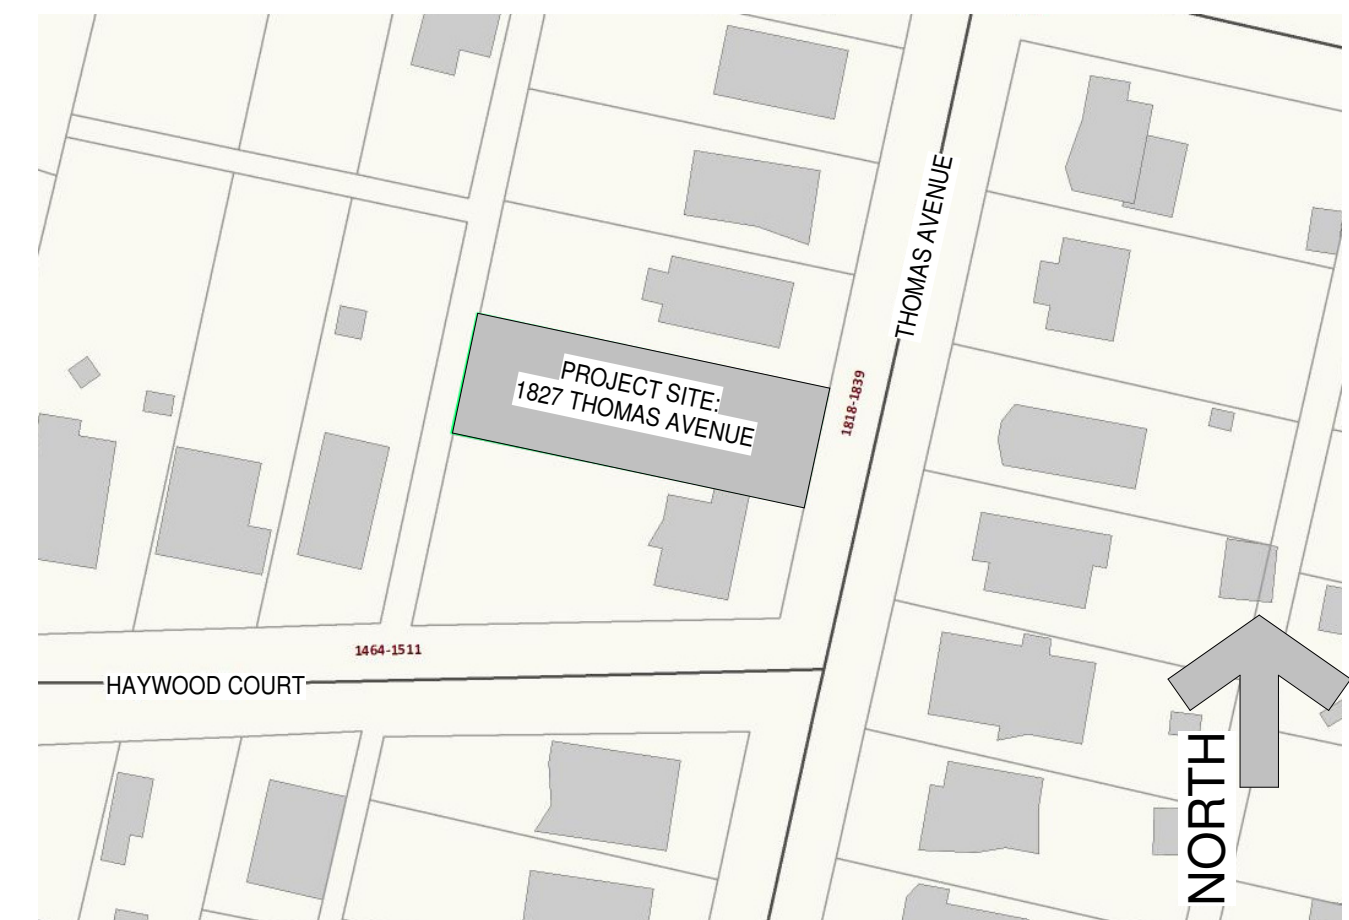 THOMAS AVENUE
PROJECT SITE:
1827 THOMAS AVENUE
1818-1839
1464-1511
HAYWOOD COURT
NORTH